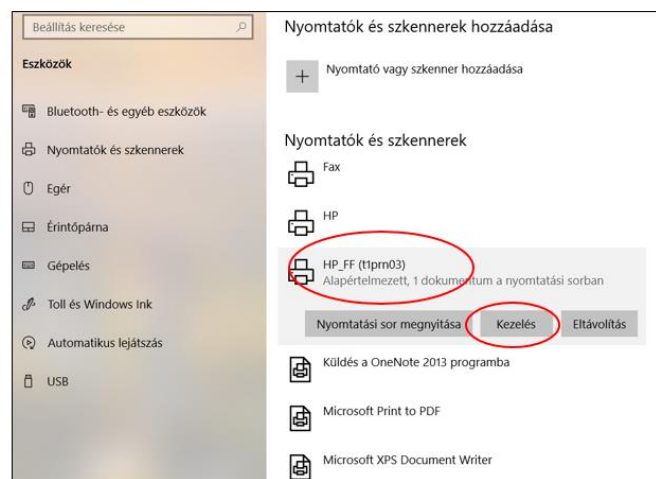 Beállítás keresése
Eszközök
Bluetooth- és egyéb eszközök
Nyomtatók és szkennerek
Egér
Érintőpárna
Gépelés
Toll és Windows Ink
Automatikus lejátszás
USB
Nyomtatók és szkennerek hozzáadása
Nyomtató vagy szkenner hozzáadása
Nyomtatók és szkennerek
Fax
HP
HP_FF (t1prn03)
Alapértelmezett, 1 dokumentum a nyomtatási sorban
Nyomtatási sor megnyitása Kezelés Eltávolítás
Küldés a OneNote 2013 programba
Microsoft Print to PDF
Microsoft XPS Document Writer